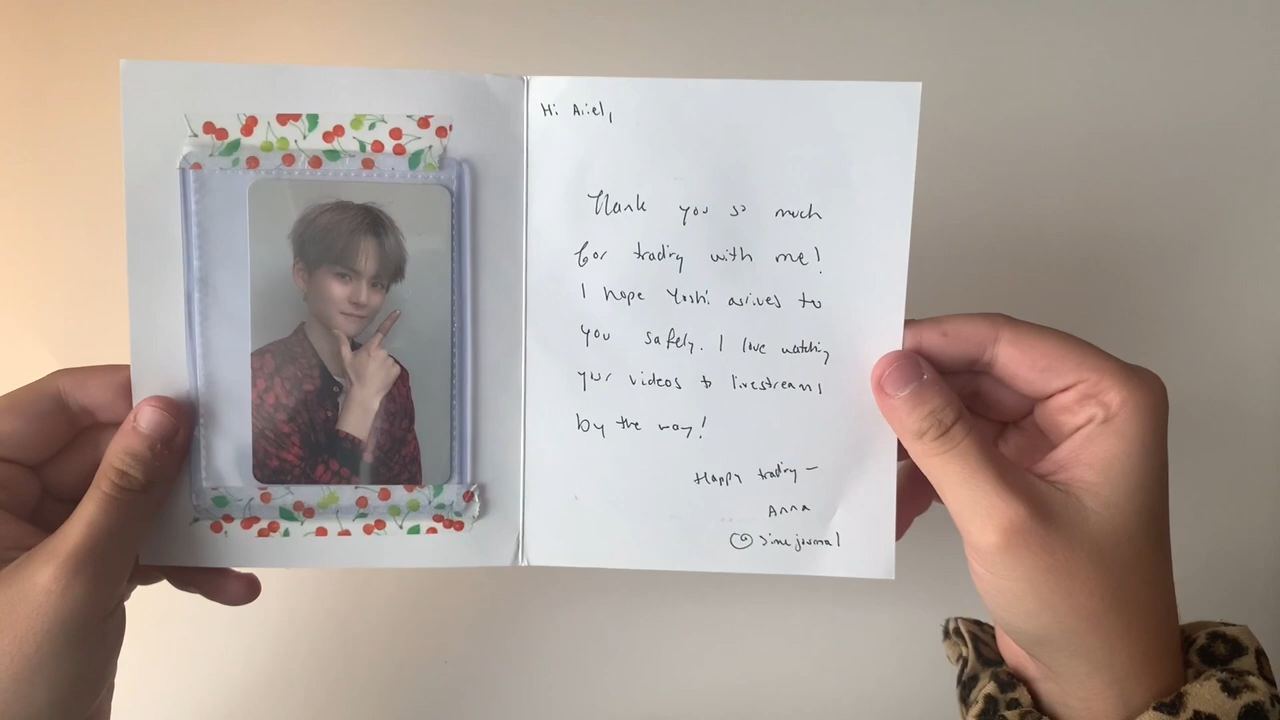 Hi Ariel,
Thank you so much
for trading with me!
I hope Yoshi arives to
you safely. I love watching
your videos & livestreams
by the way!
Happy trading —
Anna